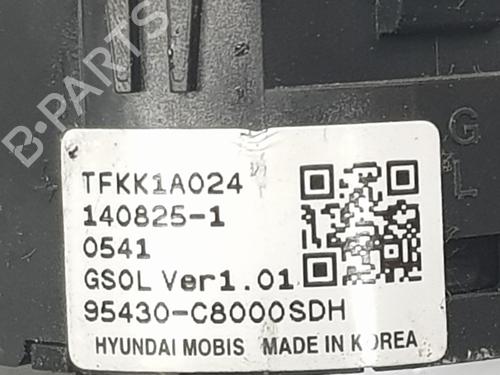 B-PARTS
TFKK1A024
140825-1
0541
GSOL Ver1.01
95430-C8000SDH
HYUNDAI MOBIS MADE IN KOREA
G
L